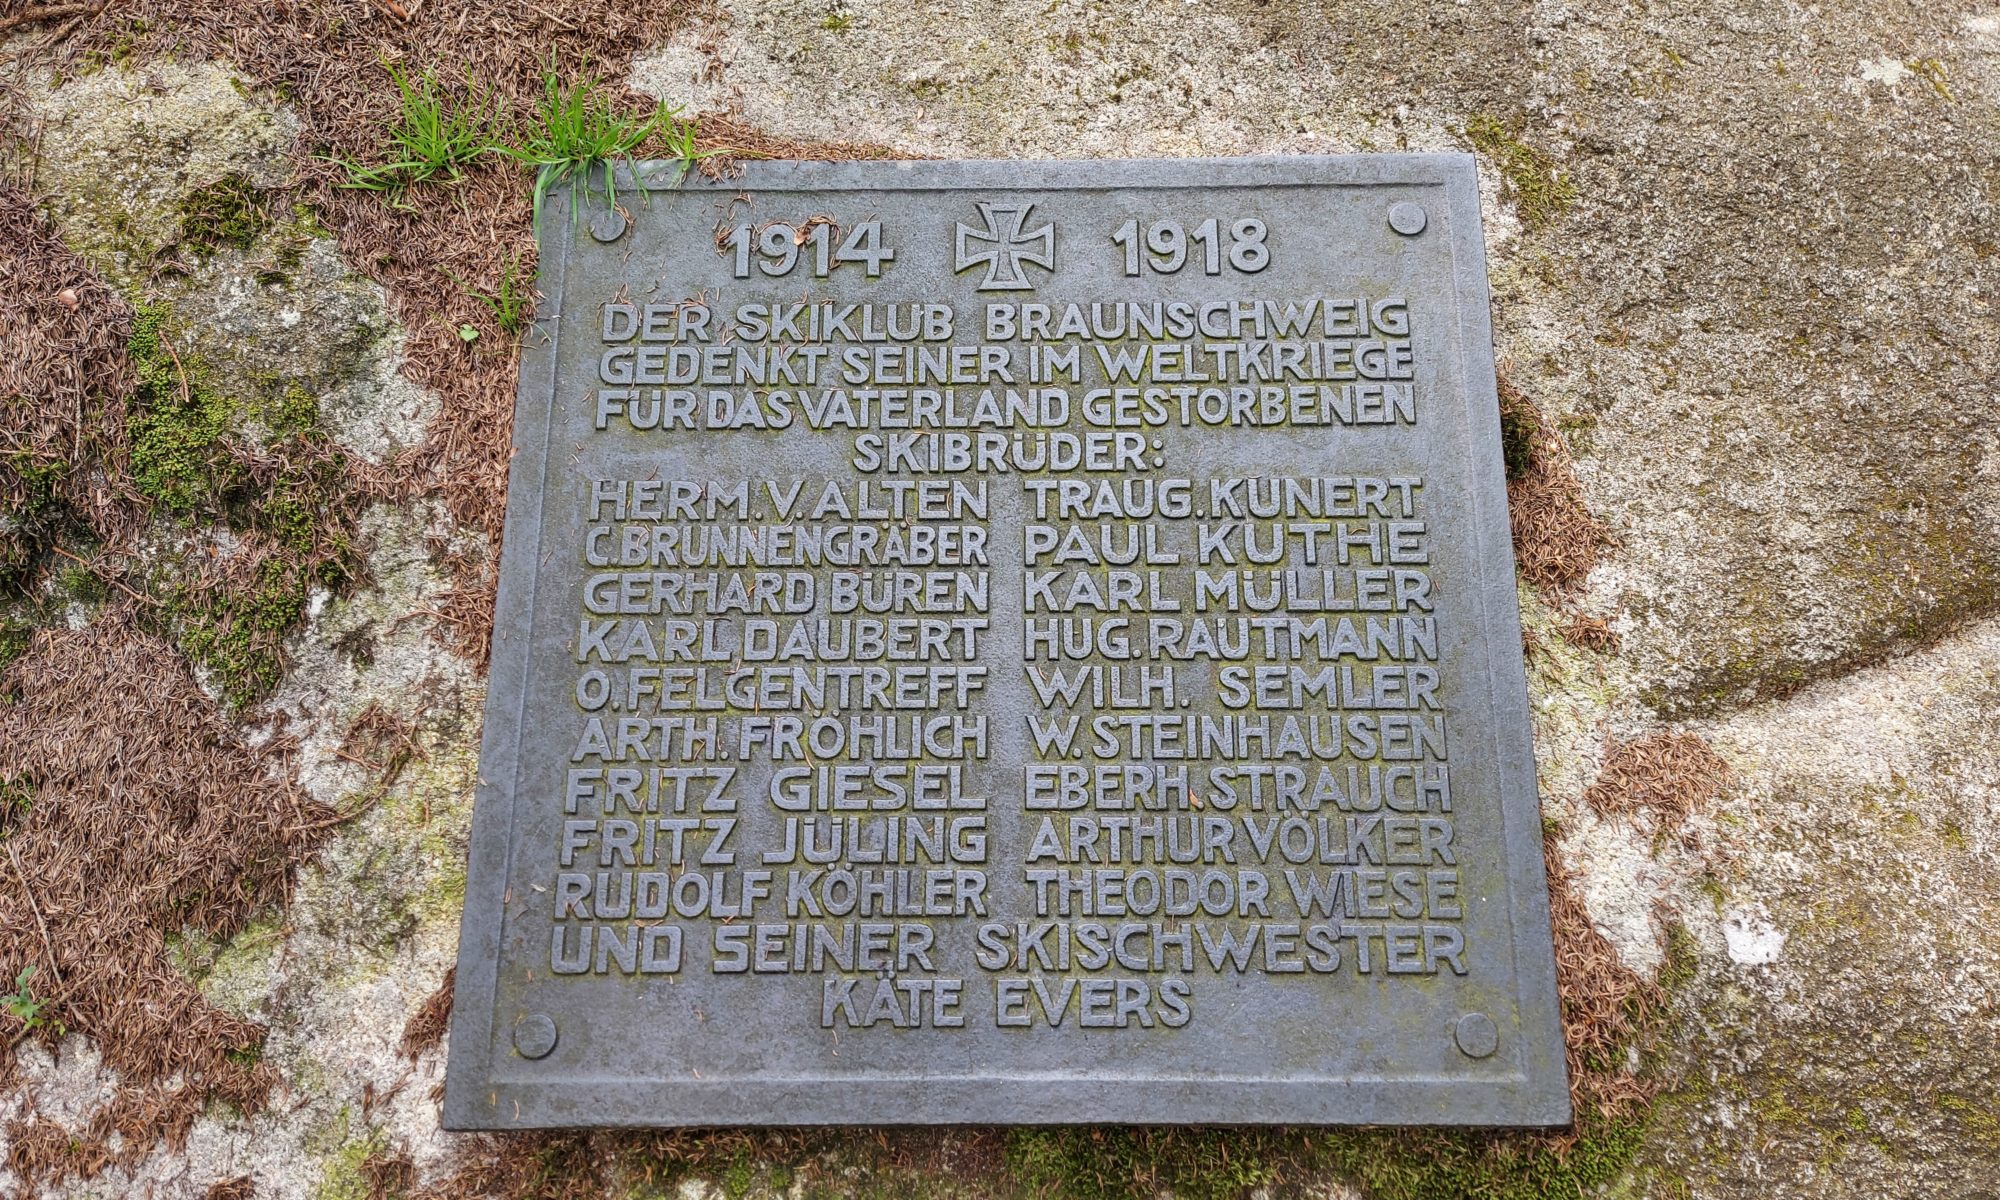 1914 1918
DER SKIKLUB BRAUNSCHWEIG
GEDENKT SEINER IM WELTKRIEGE
FÜR DAS VATERLAND GESTORBENEN
SKIBRÜDER:
HERM. V. ALTEN TRAUG. KUNERT
C. BRUNNENGRÄBER PAUL KUTHE
GERHARD BÜREN KARL MÜLLER
KARL DAUBERT HUG. RAUTMANN
O. FELGENTREFF WILH. SEMLER
ARTH. FRÖHLICH W. STEINHAUSEN
FRITZ GIESEL EBERH. STRAUCH
FRITZ JÜLING ARTHUR VÖLKER
RUDOLF KÖHLER THEODOR WIESE
UND SEINER SKISCHWESTER
KÄTE EVERS